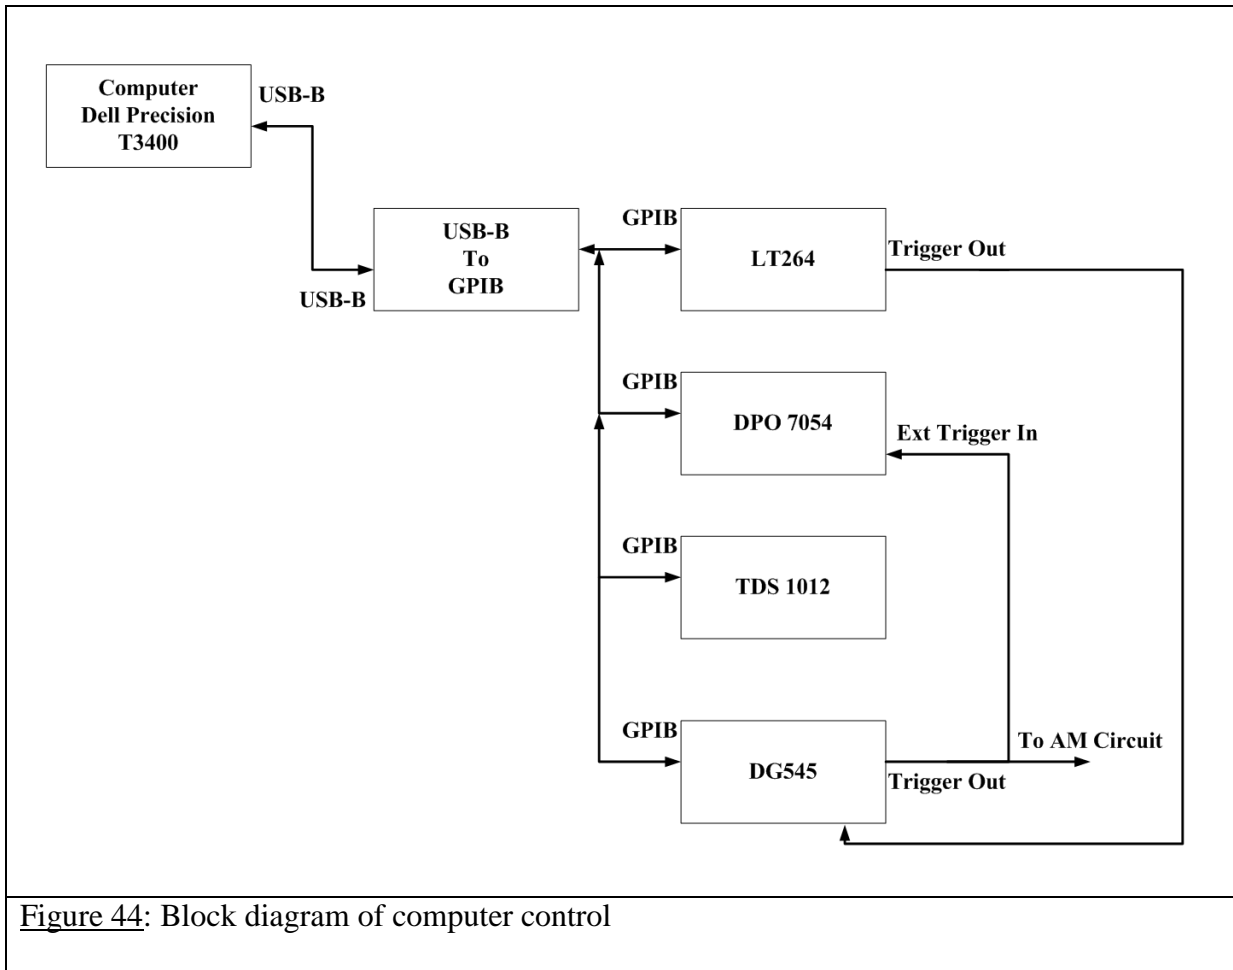 Computer
Dell Precision
T3400
USB-B
USB-B
USB-B
To
GPIB
GPIB
LT264
Trigger Out
GPIB
DPO 7054
Ext Trigger In
GPIB
TDS 1012
GPIB
DG545
To AM Circuit
Trigger Out
Figure 44: Block diagram of computer control